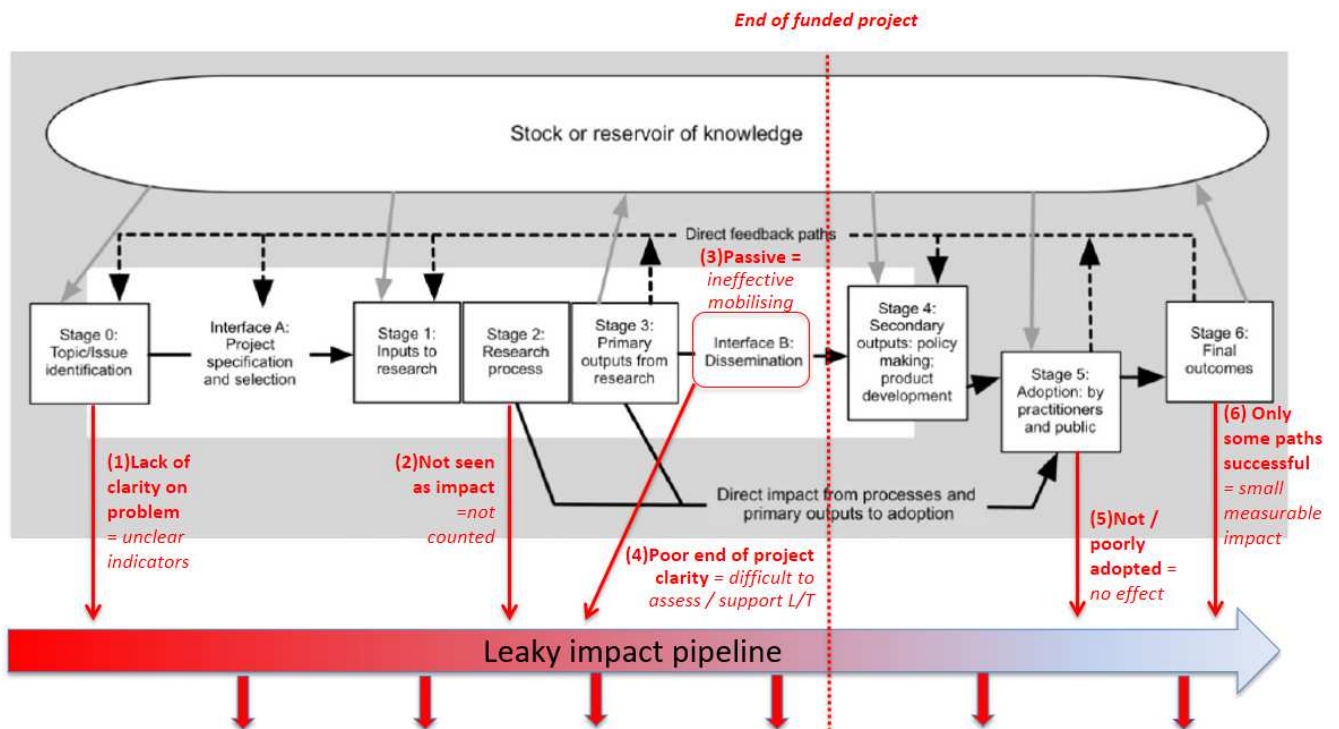 End of funded project
Stock or reservoir of knowledge
Direct feedback paths
(3)Passive =
ineffective
mobilising
Stage 0:
Topic/Issue
identification
Interface A:
Project
specification
and selection
Stage 1:
Inputs to
research
Stage 2:
Research
process
Stage 3:
Primary
outputs from
research
Interface B:
Dissemination
Stage 4:
Secondary
outputs: policy
making;
product
development
Stage 5:
Adoption: by
practitioners
and public
Stage 6:
Final
outcomes
(1)Lack of
clarity on
problem
= unclear
indicators
(2)Not seen
as impact
=not
counted
Direct impact from processes and
primary outputs to adoption
(4)Poor end of project
clarity = difficult to
assess / support L/T
(5)Not /
poorly
adopted =
no effect
(6) Only
some paths
successful
= small
measurable
impact
Leaky impact pipeline